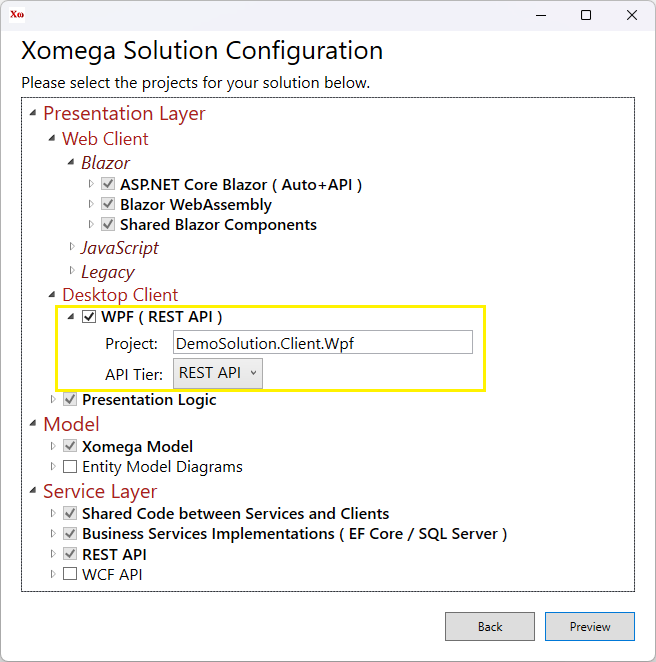 Xω
Xomega Solution Configuration
Please select the projects for your solution below.
Presentation Layer
Web Client
Blazor
ASP.NET Core Blazor ( Auto+API )
Blazor WebAssembly
Shared Blazor Components
JavaScript
Legacy
Desktop Client
WPF ( REST API )
Project: DemoSolution.Client.Wpf
API Tier: REST API
Presentation Logic
Model
Xomega Model
Entity Model Diagrams
Service Layer
Shared Code between Services and Clients
Business Services Implementations ( EF Core / SQL Server )
REST API
WCF API
Back Preview